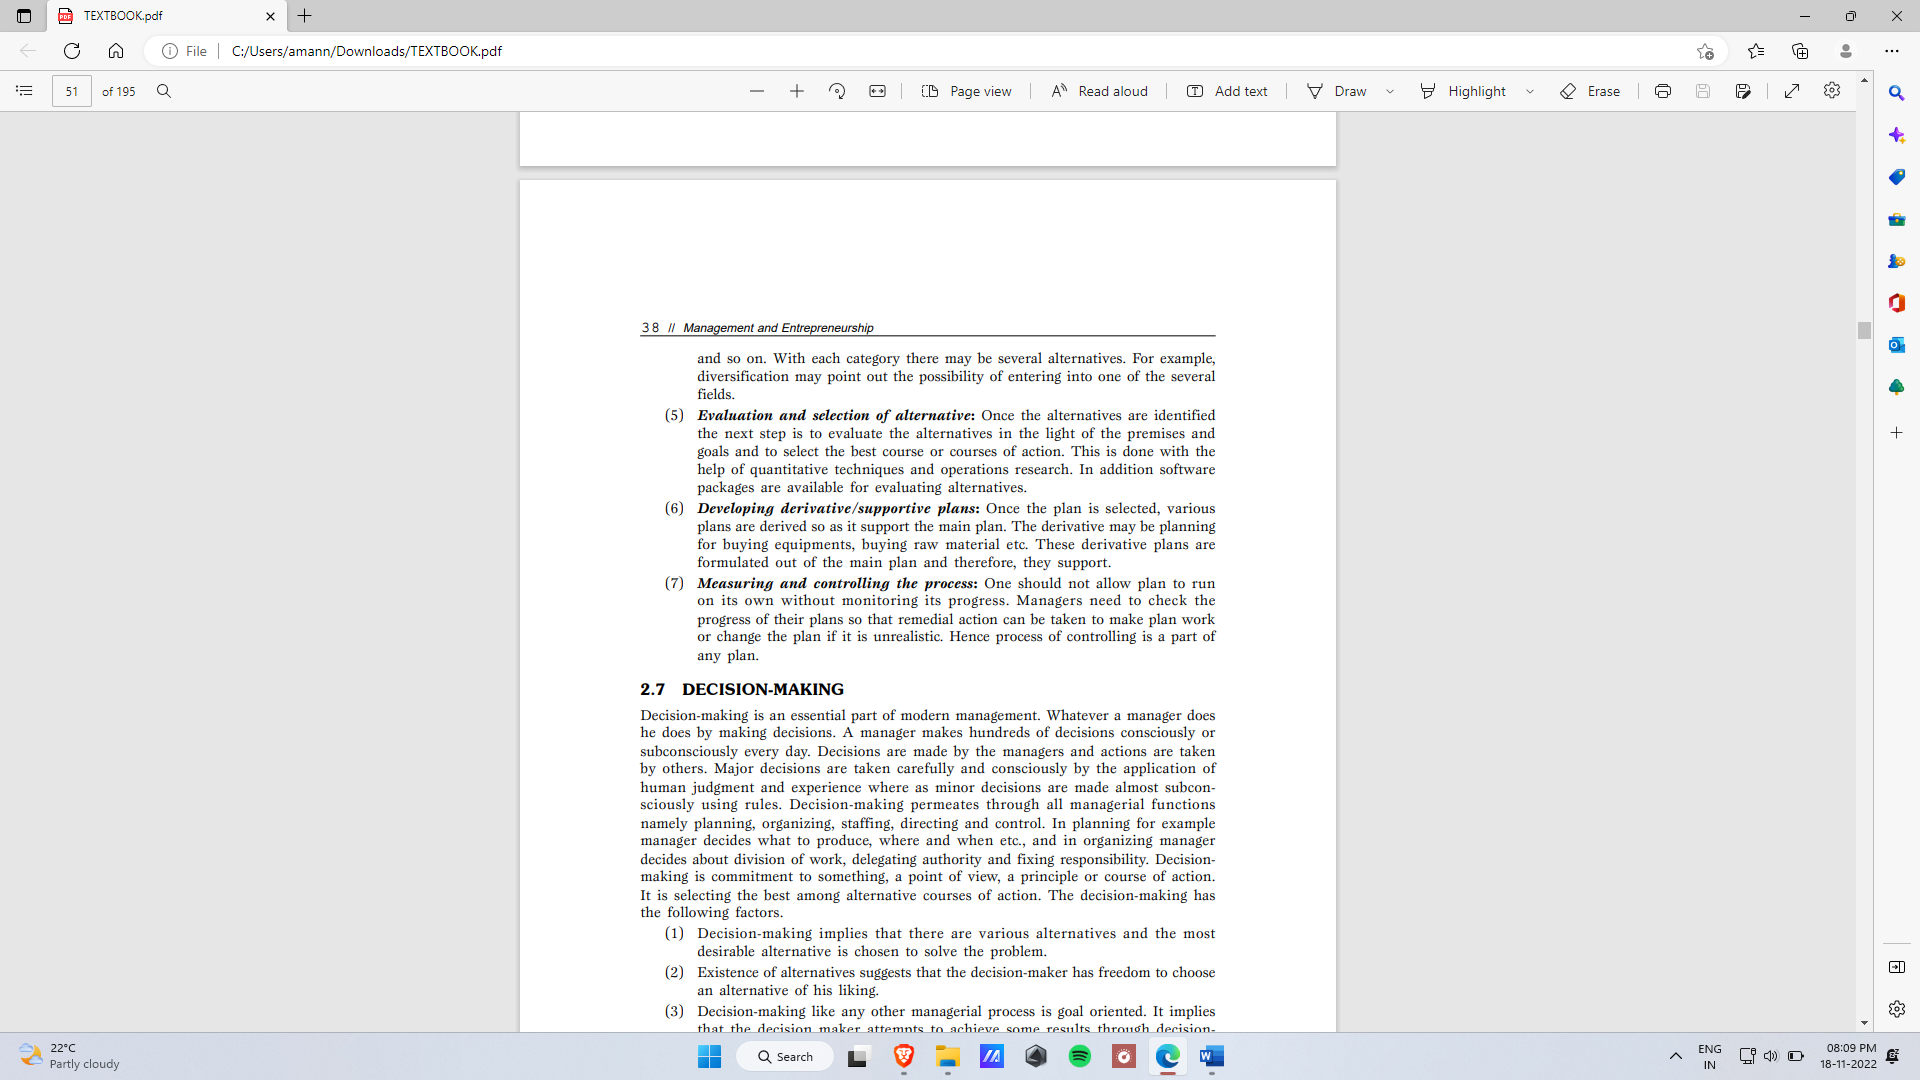 TEXTBOOK.pdf
File C:/Users/amann/Downloads/TEXTBOOK.pdf
51 of 195 Page view Read aloud Add text Draw Highlight Erase
38 // Management and Entrepreneurship
and so on. With each category there may be several alternatives. For example,
diversification may point out the possibility of entering into one of the several
fields.
(5) Evaluation and selection of alternative: Once the alternatives are identified
the next step is to evaluate the alternatives in the light of the premises and
goals and to select the best course or courses of action. This is done with the
help of quantitative techniques and operations research. In addition software
packages are available for evaluating alternatives.
(6) Developing derivative/supportive plans: Once the plan is selected, various
plans are derived so as it support the main plan. The derivative may be planning
for buying equipments, buying raw material etc. These derivative plans are
formulated out of the main plan and therefore, they support.
(7) Measuring and controlling the process: One should not allow plan to run
on its own without monitoring its progress. Managers need to check the
progress of their plans so that remedial action can be taken to make plan work
or change the plan if it is unrealistic. Hence process of controlling is a part of
any plan.
2.7 DECISION-MAKING
Decision-making is an essential part of modern management. Whatever a manager does
he does by making decisions. A manager makes hundreds of decisions consciously or
subconsciously every day. Decisions are made by the managers and actions are taken
by others. Major decisions are taken carefully and consciously by the application of
human judgment and experience where as minor decisions are made almost subcon-
sciously using rules. Decision-making permeates through all managerial functions
namely planning, organizing, staffing, directing and control. In planning for example
manager decides what to produce, where and when etc., and in organizing manager
decides about division of work, delegating authority and fixing responsibility. Decision-
making is commitment to something, a point of view, a principle or course of action.
It is selecting the best among alternative courses of action. The decision-making has
the following factors.
(1) Decision-making implies that there are various alternatives and the most
desirable alternative is chosen to solve the problem.
(2) Existence of alternatives suggests that the decision-maker has freedom to choose
an alternative of his liking.
(3) Decision-making like any other managerial process is goal oriented. It implies
that the decision maker attempts to achieve some results through decision-
22°C
Partly cloudy
Search
ENG
IN
08:09 PM
18-11-2022